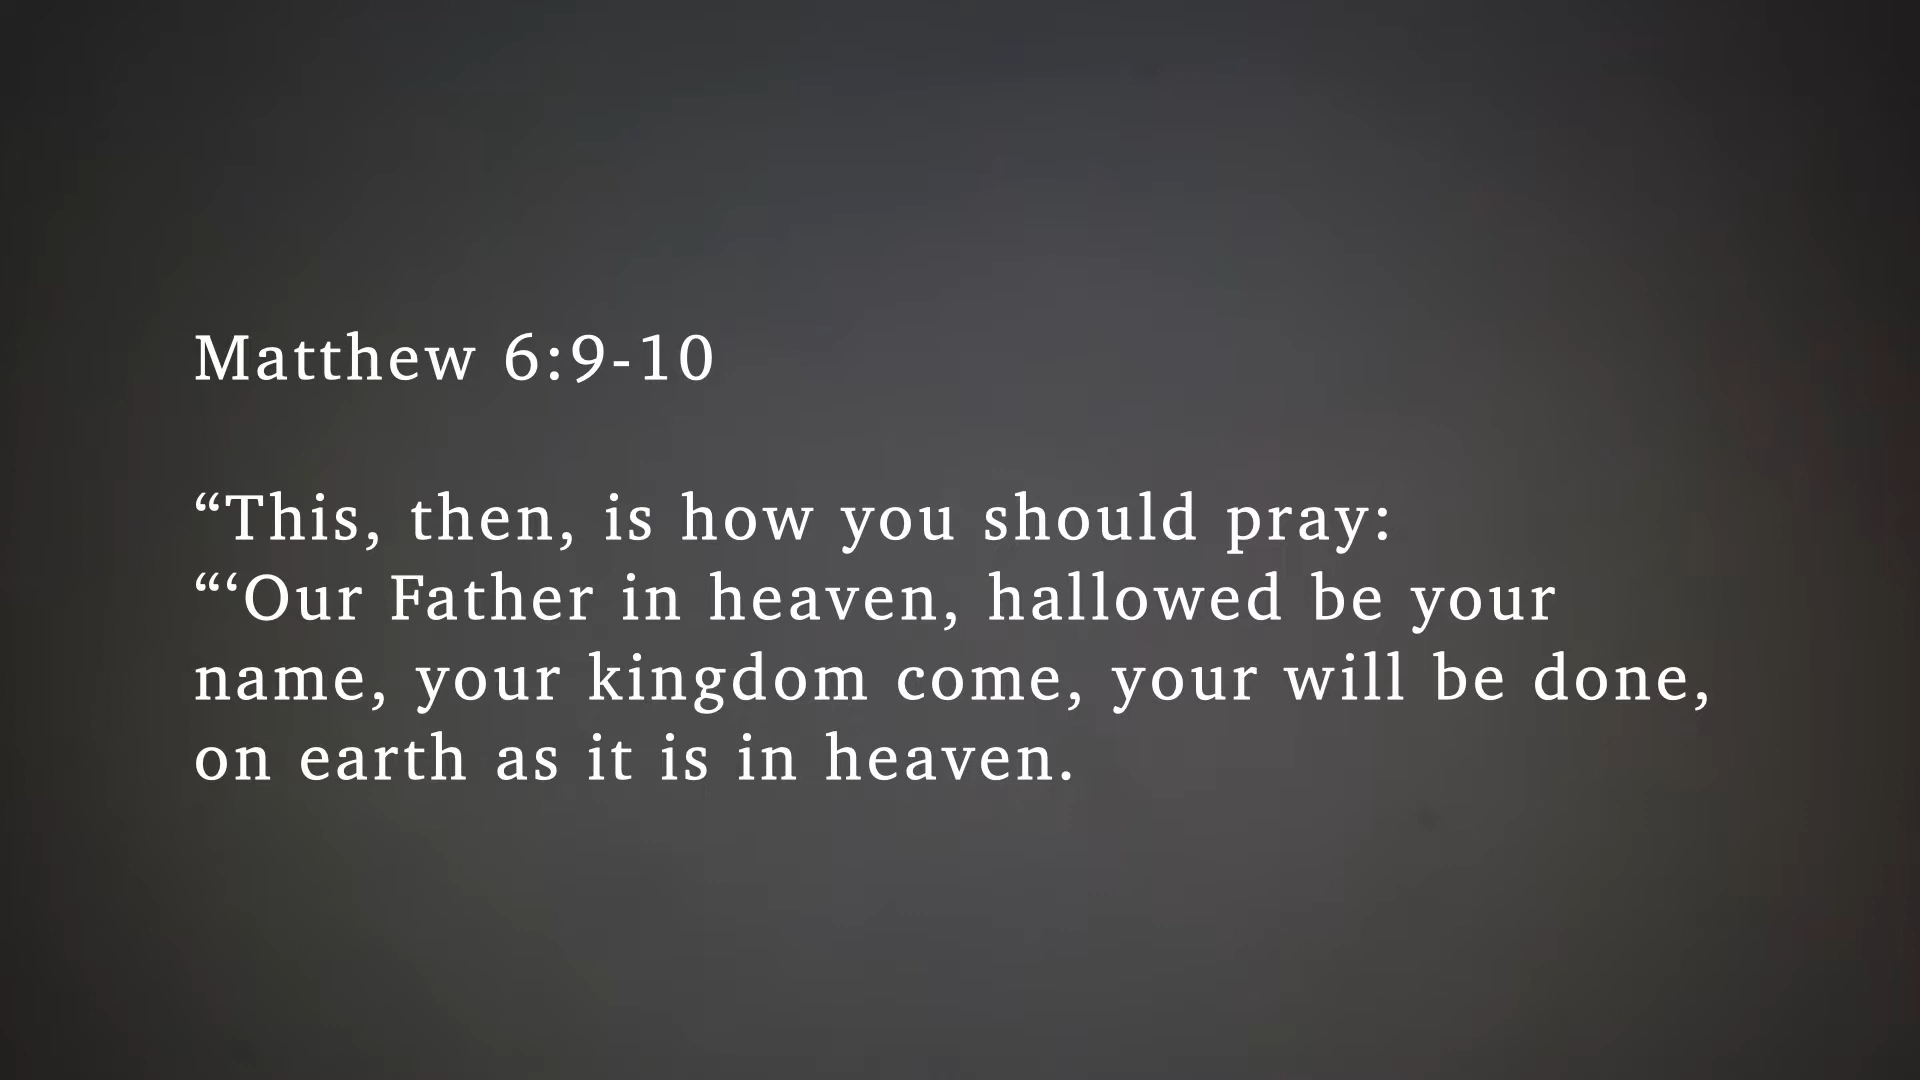 Matthew 6:9-10
“This, then, is how you should pray:
“‘Our Father in heaven, hallowed be your
name, your kingdom come, your will be done,
on earth as it is in heaven.